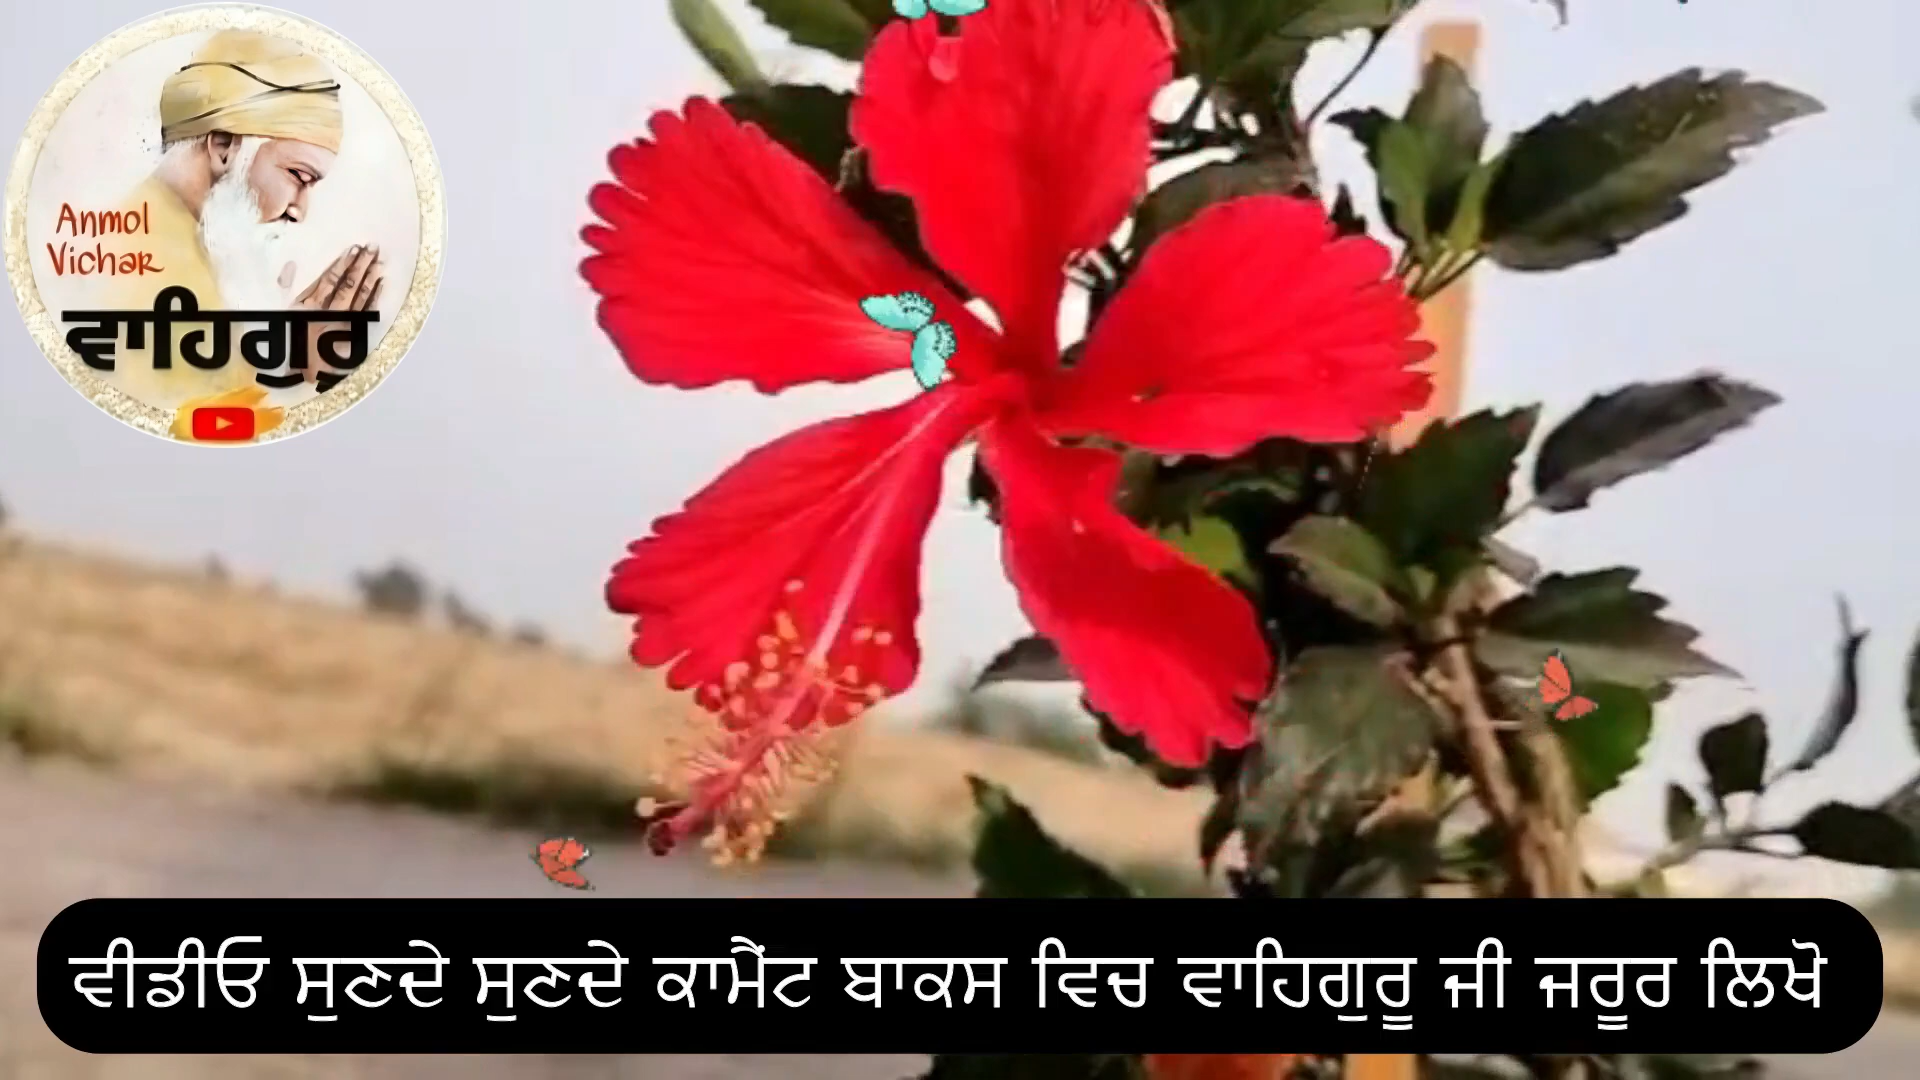 Anmol
Vichar
ਵਾਹਿਗੁਰੂ
ਵੀਡੀਓ ਸੁਣਦੇ ਸੁਣਦੇ ਕਾਮੈਂਟ ਬਾਕਸ ਵਿਚ ਵਾਹਿਗੁਰੂ ਜੀ ਜਰੂਰ ਲਿਖੋ